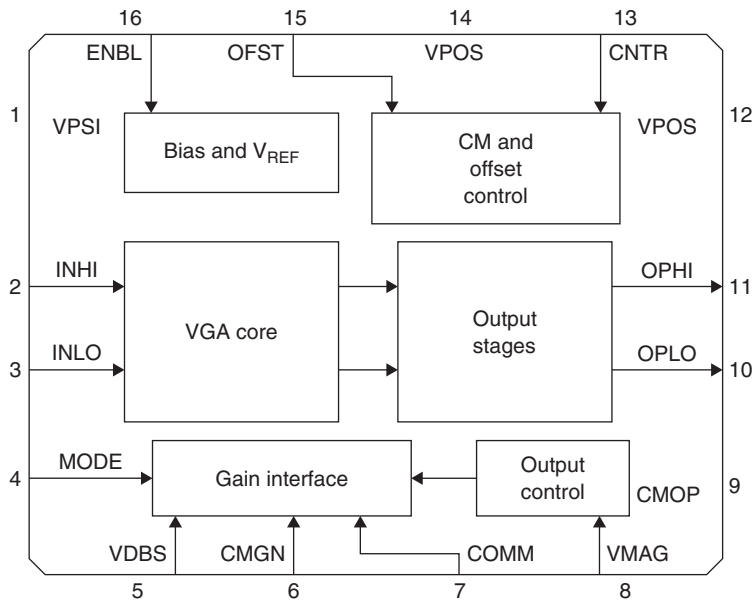 16 15 14 13
ENBL OFST VPOS CNTR
1 12
VPSI VPOS
Bias and VREF
CM and
offset
control
INHI OPHI
2 11
VGA core
Output
stages
INLO OPLO
3 10
MODE
4
Gain interface
Output
control
CMOP 9
VDBS CMGN COMM VMAG
5 6 7 8